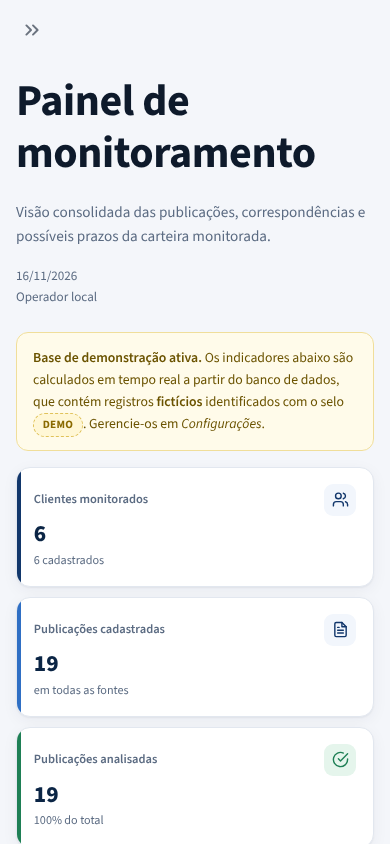 Painel de
monitoramento
Visão consolidada das publicações, correspondências e
possíveis prazos da carteira monitorada.
16/11/2026
Operador local
Base de demonstração ativa. Os indicadores abaixo são
calculados em tempo real a partir do banco de dados,
que contém registros fictícios identificados com o selo
DEMO. Gerencie-os em Configurações.
Clientes monitorados
6
6 cadastrados
Publicações cadastradas
19
em todas as fontes
Publicações analisadas
19
100% do total